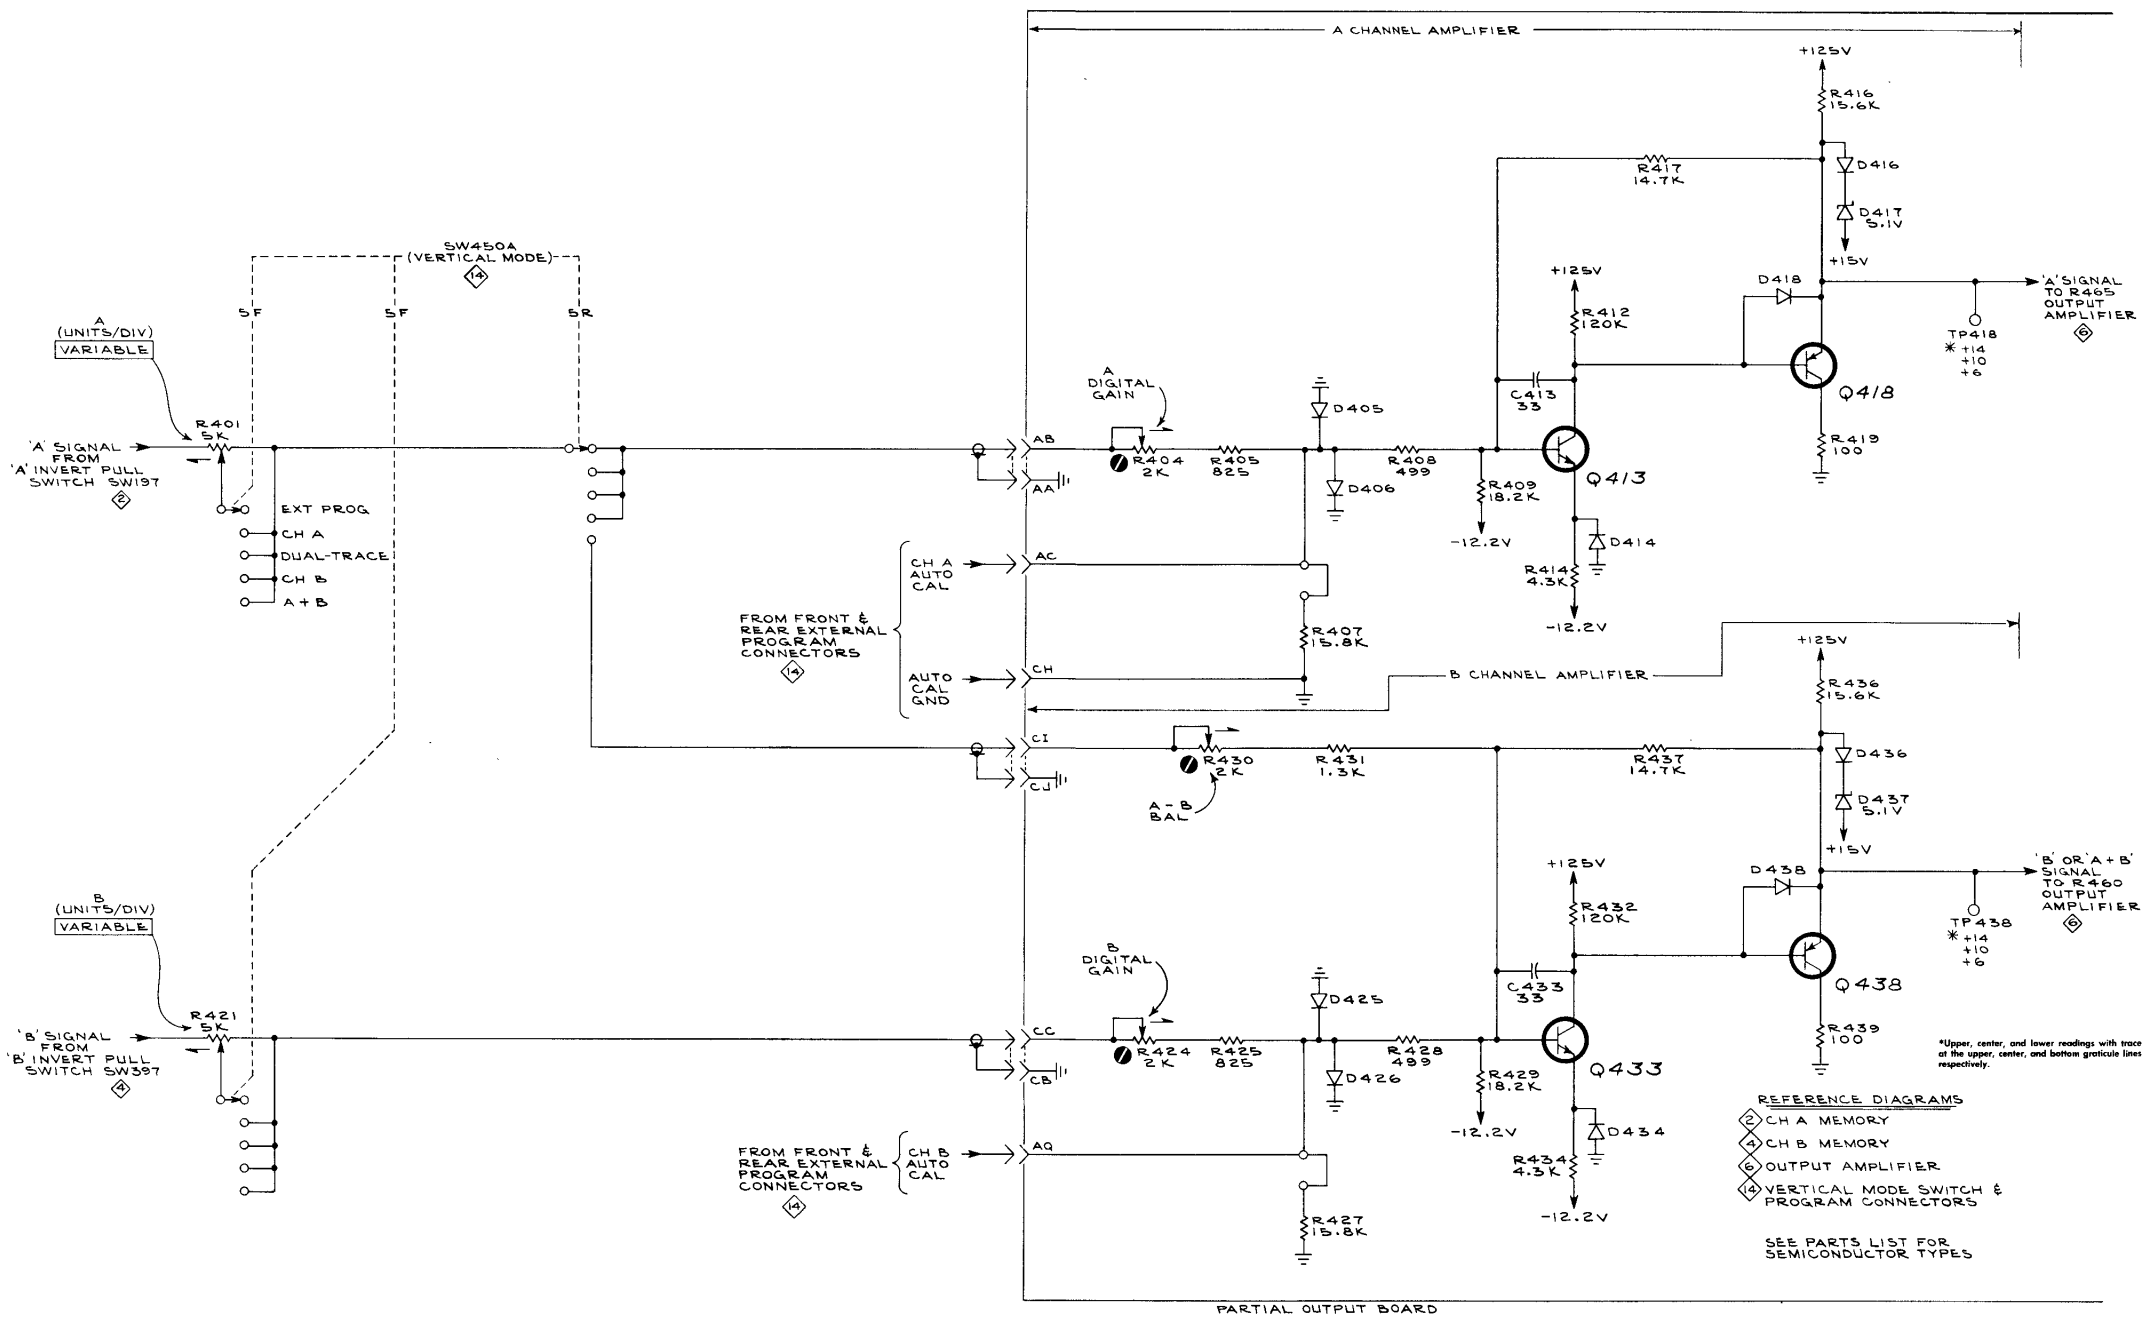 A CHANNEL AMPLIFIER
+125V
R416
15.6K
R417
14.7K
D416
D417
5.1V
+15V
SW450A
(VERTICAL MODE)
14
5F
5F
5R
+125V
R412
120K
D418
'A' SIGNAL
TO R465
OUTPUT
AMPLIFIER
6
TP418
* +14
+10
+6
A
(UNITS/DIV)
VARIABLE
R401
5K
'A' SIGNAL
FROM
'A' INVERT PULL
SWITCH SW197
2
EXT PROG
CH A
DUAL-TRACE
CH B
A+B
A
DIGITAL
GAIN
AB
AA
R404
2K
R405
825
D405
D406
R408
499
C413
33
Q413
Q418
R419
100
R409
18.2K
-12.2V
D414
R414
4.3K
-12.2V
CH A
AUTO
CAL
AC
FROM FRONT &
REAR EXTERNAL
PROGRAM
CONNECTORS
14
R407
15.8K
AUTO
CAL
GND
CH
B CHANNEL AMPLIFIER
+125V
R436
15.6K
CI
CJ
R430
2K
A-B
BAL
R431
1.3K
R437
14.7K
D436
D437
5.1V
+15V
+125V
R432
120K
D438
'B' OR 'A+B'
SIGNAL
TO R460
OUTPUT
AMPLIFIER
6
TP438
* +14
+10
+6
B
(UNITS/DIV)
VARIABLE
R421
5K
'B' SIGNAL
FROM
'B' INVERT PULL
SWITCH SW397
4
B
DIGITAL
GAIN
CC
CB
R424
2K
R425
825
D425
D426
R428
499
C433
33
Q433
Q438
R439
100
R429
18.2K
-12.2V
D434
R434
4.3K
-12.2V
FROM FRONT &
REAR EXTERNAL
PROGRAM
CONNECTORS
14
CH B
AUTO
CAL
AQ
R427
15.8K
*Upper, center, and lower readings with trace
at the upper, center, and bottom graticule lines
respectively.
REFERENCE DIAGRAMS
2 CH A MEMORY
4 CH B MEMORY
6 OUTPUT AMPLIFIER
14 VERTICAL MODE SWITCH &
PROGRAM CONNECTORS
SEE PARTS LIST FOR
SEMICONDUCTOR TYPES
PARTIAL OUTPUT BOARD